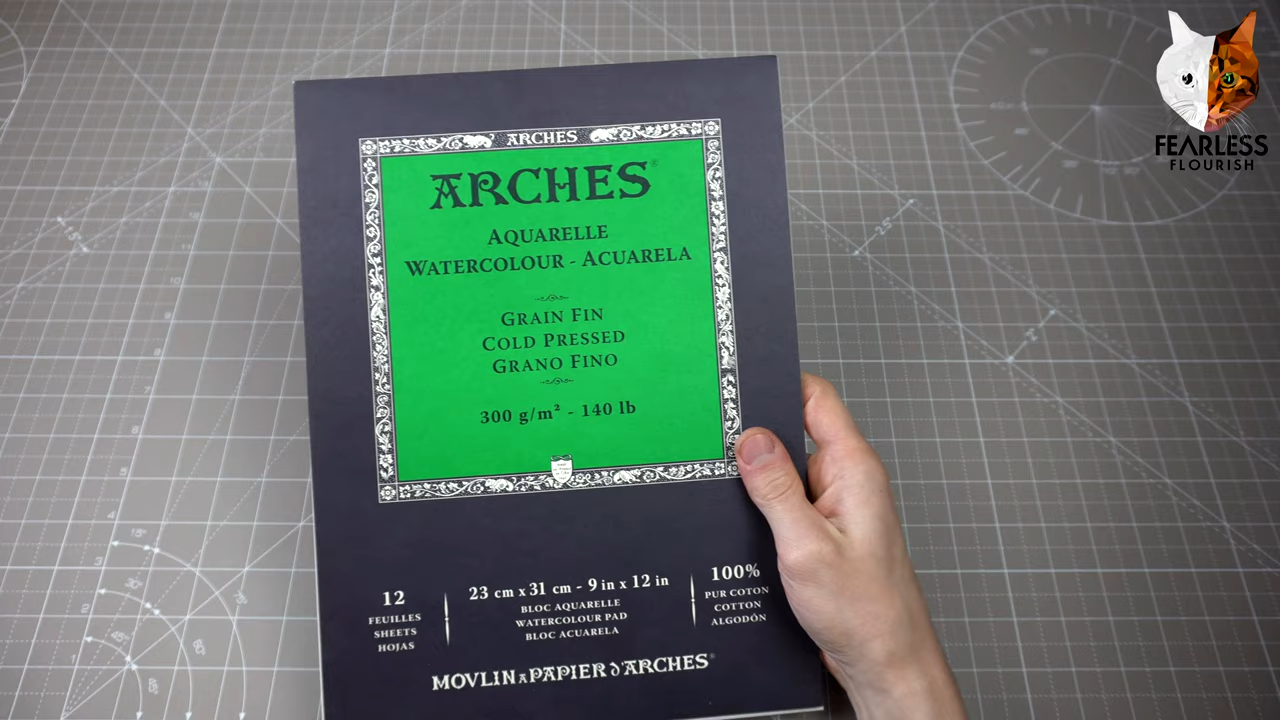 ARCHES
ARCHES®
AQUARELLE
WATERCOLOUR - ACUARELA
GRAIN FIN
COLD PRESSED
GRANO FINO
300 g/m² - 140 lb
12
FEUILLES
SHEETS
HOJAS
23 cm x 31 cm - 9 in x 12 in
BLOC AQUARELLE
WATERCOLOUR PAD
BLOC ACUARELA
100%
PUR COTON
COTTON
ALGODÓN
MOVLIN A PAPIER D'ARCHES®
FEARLESS
FLOURISH